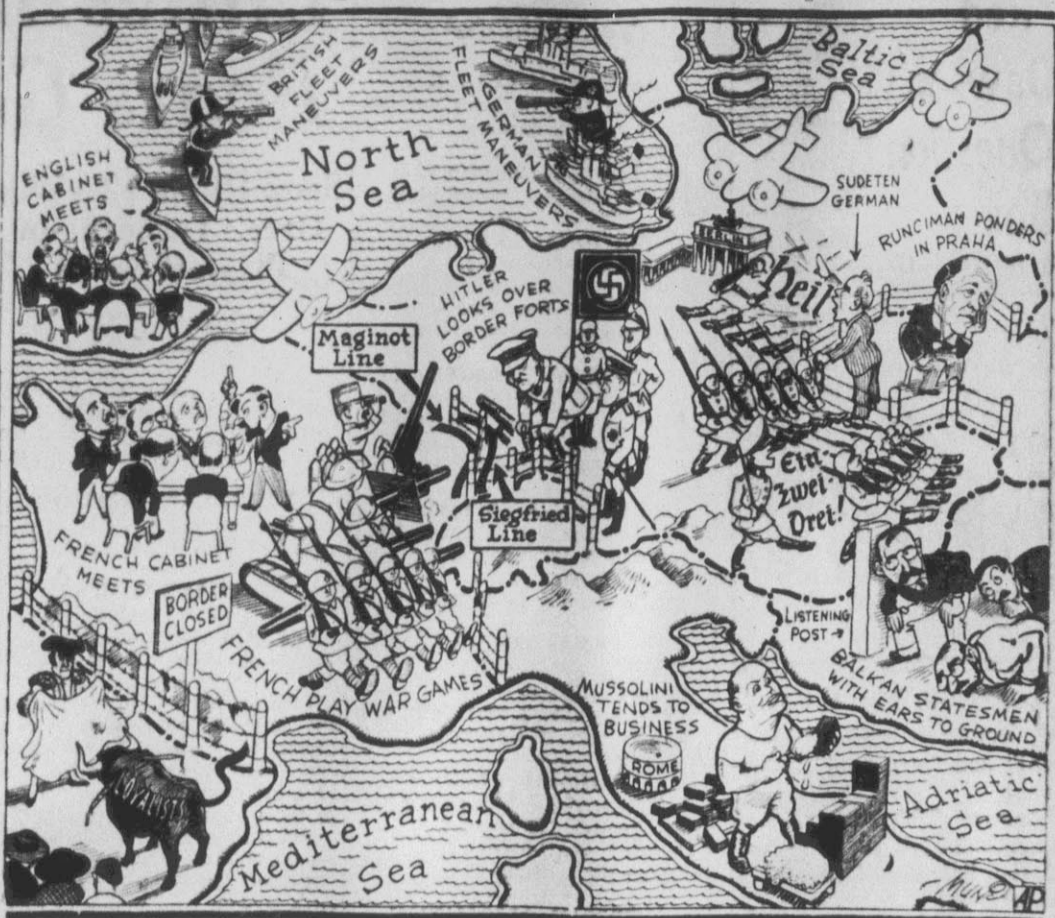 BRITISH
FLEET
MANEUVERS
GERMAN
FLEET MANEUVERS
Baltic
Sea
ENGLISH
CABINET
MEETS
North
Sea
SUDETEN
GERMAN
RUNCIMAN PONDERS
IN PRAHA
BERLIN
heil
HITLER
LOOKS OVER
BORDER FORTS
Maginot
Line
Siegfried
Line
Ein-
zwei-
Drei!
FRENCH CABINET
MEETS
BORDER
CLOSED
FRENCH PLAY WAR GAMES
LISTENING
POST→
BALKAN STATESMEN
WITH EARS TO GROUND
MUSSOLINI
TENDS TO
BUSINESS
ROME
Mediterranean
Sea
Adriatic
Sea
AP